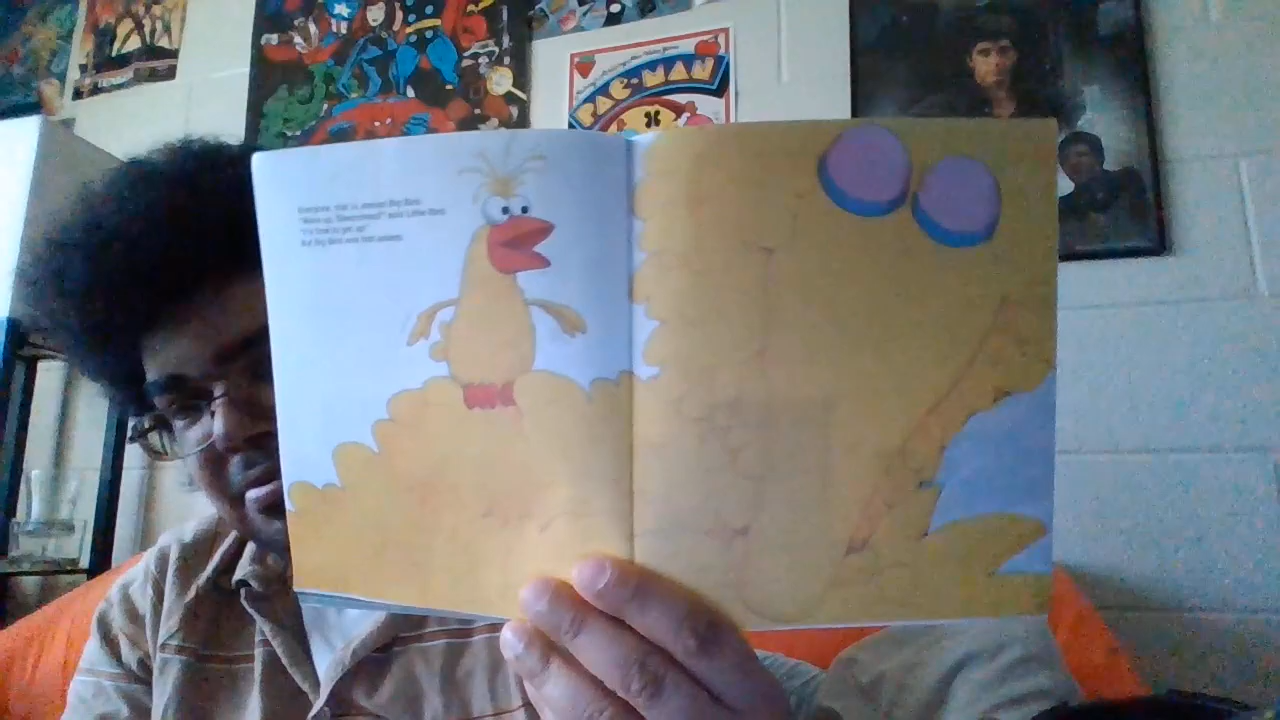 PAC-MAN
Everyone, that is, except Big Bird.
"Wake up, Sleepyhead!" said Little Bird.
"It's time to get up!"
But Big Bird was fast asleep.